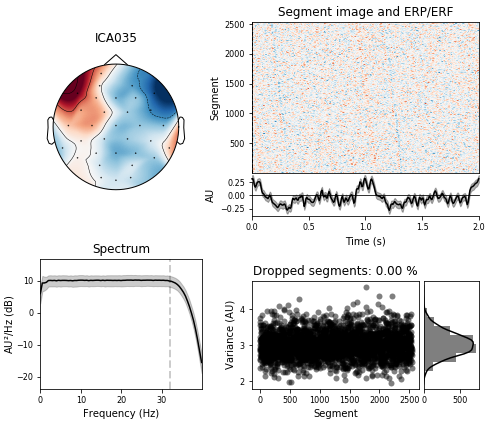 ICA035
Segment image and ERP/ERF
Segment
2500
2000
1500
1000
500
AU
0.25
0.00
−0.25
0.0 0.5 1.0 1.5 2.0
Time (s)
Spectrum
AU²/Hz (dB)
10
0
−10
−20
0 10 20 30
Frequency (Hz)
Dropped segments: 0.00 %
Variance (AU)
4
3
2
0 500 1000 1500 2000 2500
Segment
0 500